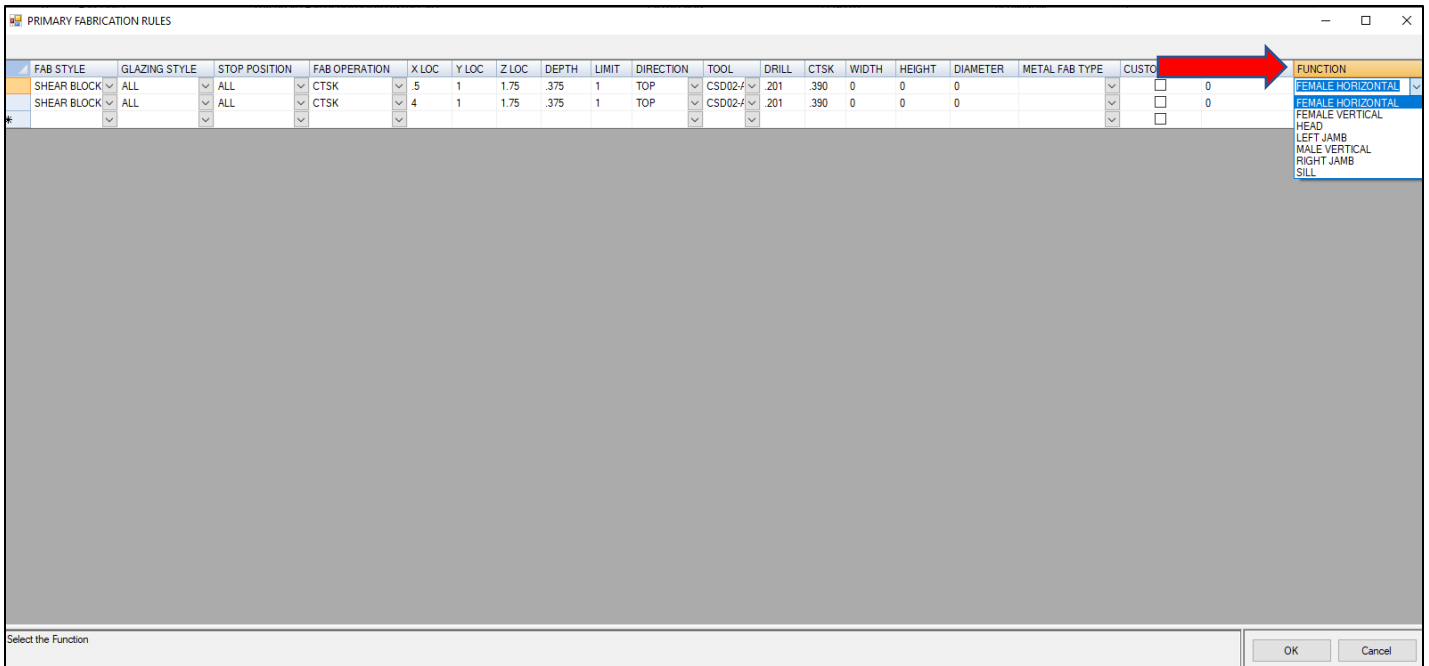 PRIMARY FABRICATION RULES
FAB STYLE GLAZING STYLE STOP POSITION FAB OPERATION X LOC Y LOC Z LOC DEPTH LIMIT DIRECTION TOOL DRILL CTSK WIDTH HEIGHT DIAMETER METAL FAB TYPE FUNCTION
SHEAR BLOCK ALL ALL CTSK .5 1 1.75 .375 1 TOP CSD02-A .201 .390 0 0 0 0 FEMALE HORIZONTAL
SHEAR BLOCK ALL ALL CTSK 4 1 1.75 .375 1 TOP CSD02-A .201 .390 0 0 0 0 FEMALE HORIZONTAL
FEMALE VERTICAL
HEAD
LEFT JAMB
MALE VERTICAL
RIGHT JAMB
SILL
Select the Function
OK Cancel